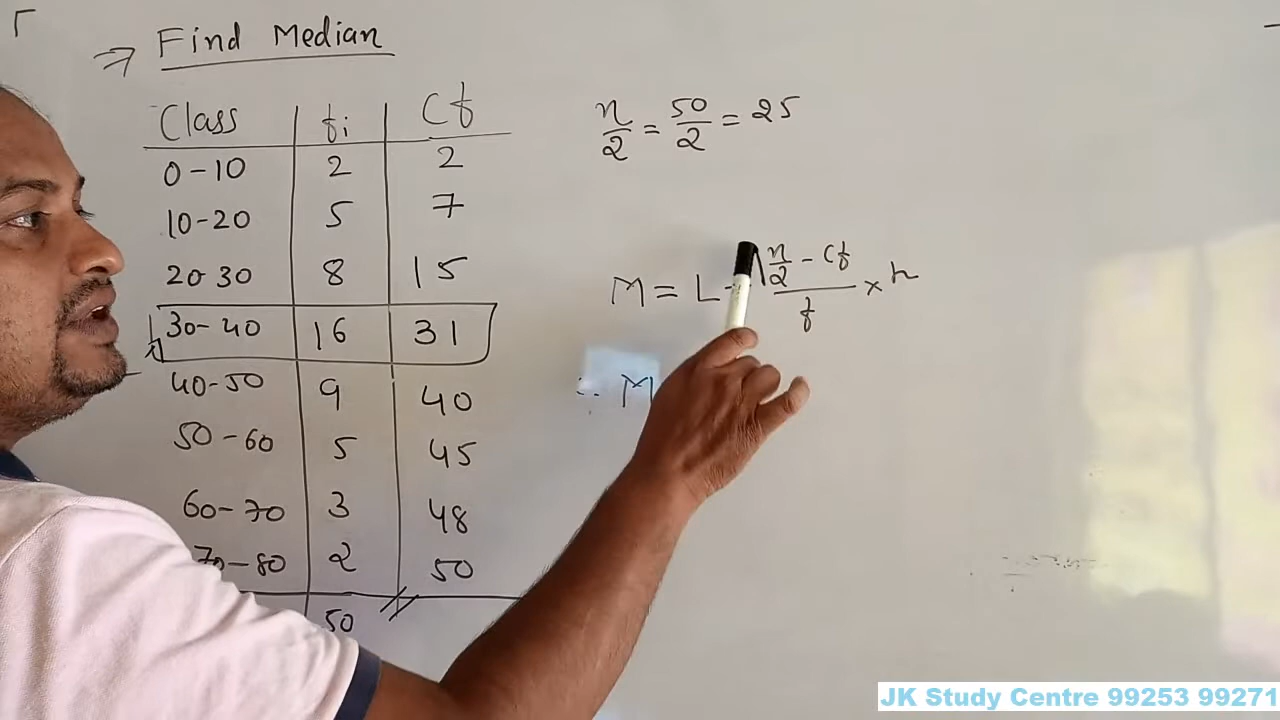 ⇒ Find Median
Class fi Cf
0-10 2 2
10-20 5 7
20 30 8 15
30-40 16 31
40-50 9 40
50-60 5 45
60-70 3 48
70-80 2 50
50
n/2 = 50/2 = 25
M = L + (n/2 - Cf)/f × h
∴ M
JK Study Centre 99253 99271